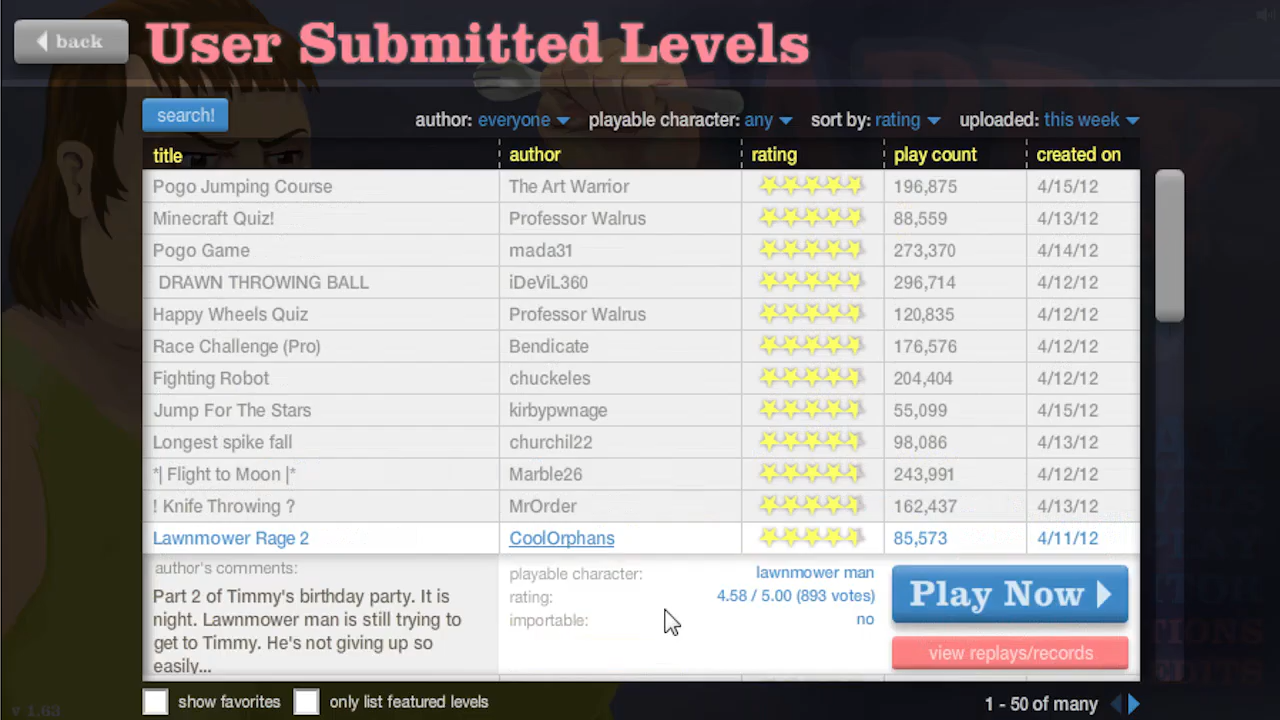 back
User Submitted Levels
search!
author: everyone playable character: any sort by: rating uploaded: this week
title author rating play count created on
Pogo Jumping Course The Art Warrior 196,875 4/15/12
Minecraft Quiz! Professor Walrus 88,559 4/13/12
Pogo Game mada31 273,370 4/14/12
DRAWN THROWING BALL iDeViL360 296,714 4/12/12
Happy Wheels Quiz Professor Walrus 120,835 4/12/12
Race Challenge (Pro) Bendicate 176,576 4/12/12
Fighting Robot chuckeles 204,404 4/12/12
Jump For The Stars kirbypwnage 55,099 4/15/12
Longest spike fall churchil22 98,086 4/13/12
*| Flight to Moon |* Marble26 243,991 4/12/12
! Knife Throwing ? MrOrder 162,437 4/13/12
Lawnmower Rage 2 CoolOrphans 85,573 4/11/12
author's comments:
Part 2 of Timmy's birthday party. It is
night. Lawnmower man is still trying to
get to Timmy. He's not giving up so
easily...
playable character: lawnmower man
rating: 4.58 / 5.00 (893 votes)
importable: no
Play Now
view replays/records
show favorites only list featured levels
1 - 50 of many
v 1.63